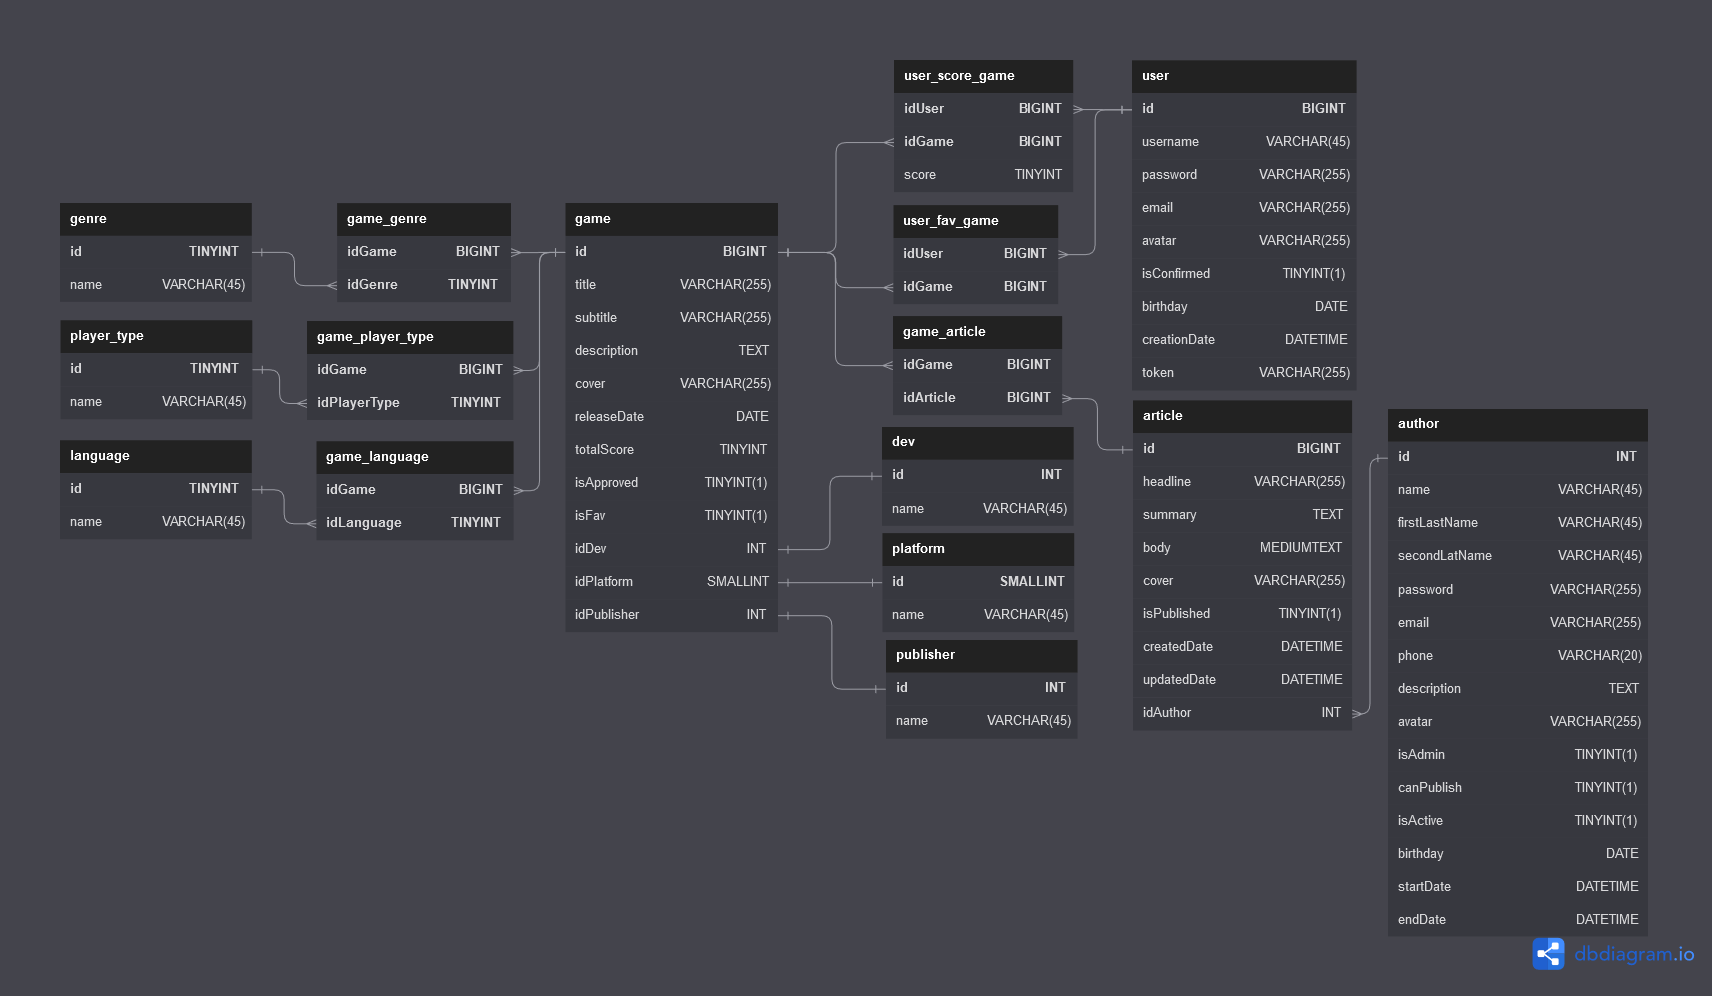 genre
id TINYINT
name VARCHAR(45)
player_type
id TINYINT
name VARCHAR(45)
language
id TINYINT
name VARCHAR(45)
game_genre
idGame BIGINT
idGenre TINYINT
game_player_type
idGame BIGINT
idPlayerType TINYINT
game_language
idGame BIGINT
idLanguage TINYINT
game
id BIGINT
title VARCHAR(255)
subtitle VARCHAR(255)
description TEXT
cover VARCHAR(255)
releaseDate DATE
totalScore TINYINT
isApproved TINYINT(1)
isFav TINYINT(1)
idDev INT
idPlatform SMALLINT
idPublisher INT
user_score_game
idUser BIGINT
idGame BIGINT
score TINYINT
user_fav_game
idUser BIGINT
idGame BIGINT
game_article
idGame BIGINT
idArticle BIGINT
dev
id INT
name VARCHAR(45)
platform
id SMALLINT
name VARCHAR(45)
publisher
id INT
name VARCHAR(45)
user
id BIGINT
username VARCHAR(45)
password VARCHAR(255)
email VARCHAR(255)
avatar VARCHAR(255)
isConfirmed TINYINT(1)
birthday DATE
creationDate DATETIME
token VARCHAR(255)
article
id BIGINT
headline VARCHAR(255)
summary TEXT
body MEDIUMTEXT
cover VARCHAR(255)
isPublished TINYINT(1)
createdDate DATETIME
updatedDate DATETIME
idAuthor INT
author
id INT
name VARCHAR(45)
firstLastName VARCHAR(45)
secondLatName VARCHAR(45)
password VARCHAR(255)
email VARCHAR(255)
phone VARCHAR(20)
description TEXT
avatar VARCHAR(255)
isAdmin TINYINT(1)
canPublish TINYINT(1)
isActive TINYINT(1)
birthday DATE
startDate DATETIME
endDate DATETIME
dbdiagram.io